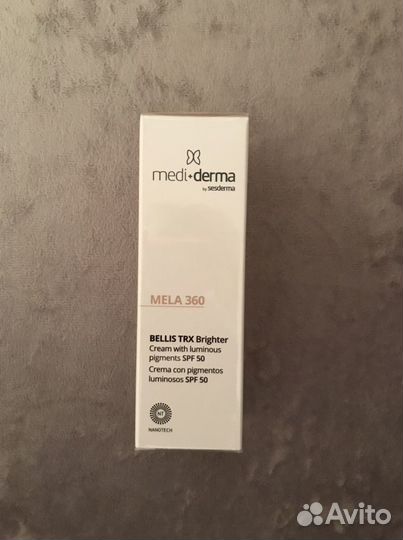 medi+derma
by sesderma
MELA 360
BELLIS TRX Brighter
Cream with luminous
pigments SPF 50
Crema con pigmentos
luminosos SPF 50
NT
NANOTECH
Avito